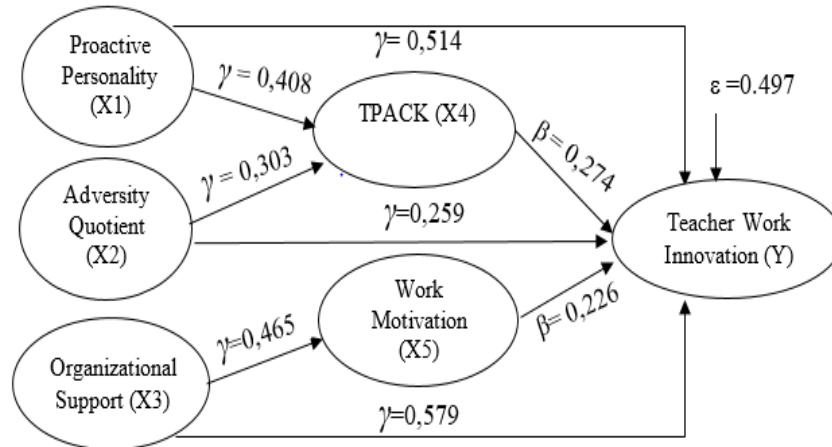 γ= 0,514
Proactive
Personality
(X1)
γ = 0,408
TPACK (X4)
ε =0.497
β = 0,274
γ = 0,303
Adversity
Quotient
(X2)
γ=0,259
Teacher Work
Innovation (Y)
Work
Motivation
(X5)
β= 0,226
γ=0,465
Organizational
Support (X3)
γ=0,579